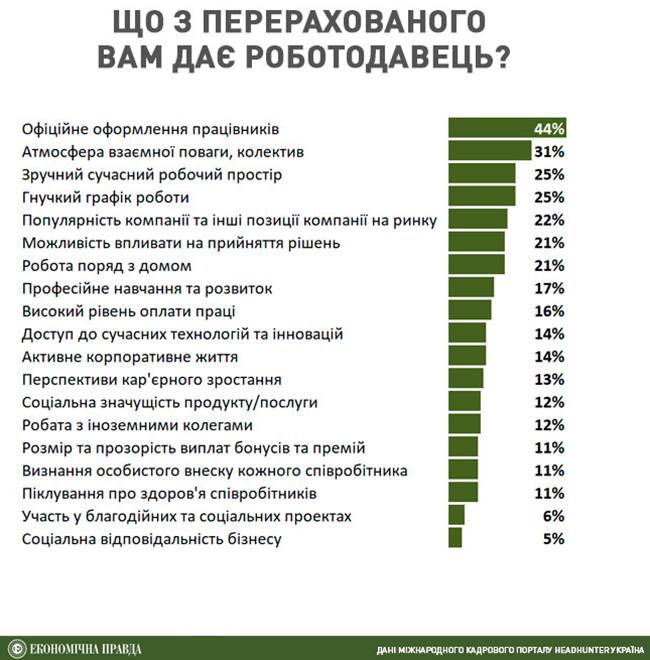 ЩО З ПЕРЕРАХОВАНОГО
ВАМ ДАЄ РОБОТОДАВЕЦЬ?
Офіційне оформлення працівників 44%
Атмосфера взаємної поваги, колектив 31%
Зручний сучасний робочий простір 25%
Гнучкий графік роботи 25%
Популярність компанії та інші позиції компанії на ринку 22%
Можливість впливати на прийняття рішень 21%
Робота поряд з домом 21%
Професійне навчання та розвиток 17%
Високий рівень оплати праці 16%
Доступ до сучасних технологій та інновацій 14%
Активне корпоративне життя 14%
Перспективи кар'єрного зростання 13%
Соціальна значущість продукту/послуги 12%
Робата з іноземними колегами 12%
Розмір та прозорість виплат бонусів та премій 11%
Визнання особистого внеску кожного співробітника 11%
Піклування про здоров'я співробітників 11%
Участь у благодійних та соціальних проектах 6%
Соціальна відповідальність бізнесу 5%
ЕКОНОМІЧНА ПРАВДА ДАНІ МІЖНАРОДНОГО КАДРОВОГО ПОРТАЛУ HEADHUNTER УКРАЇНА